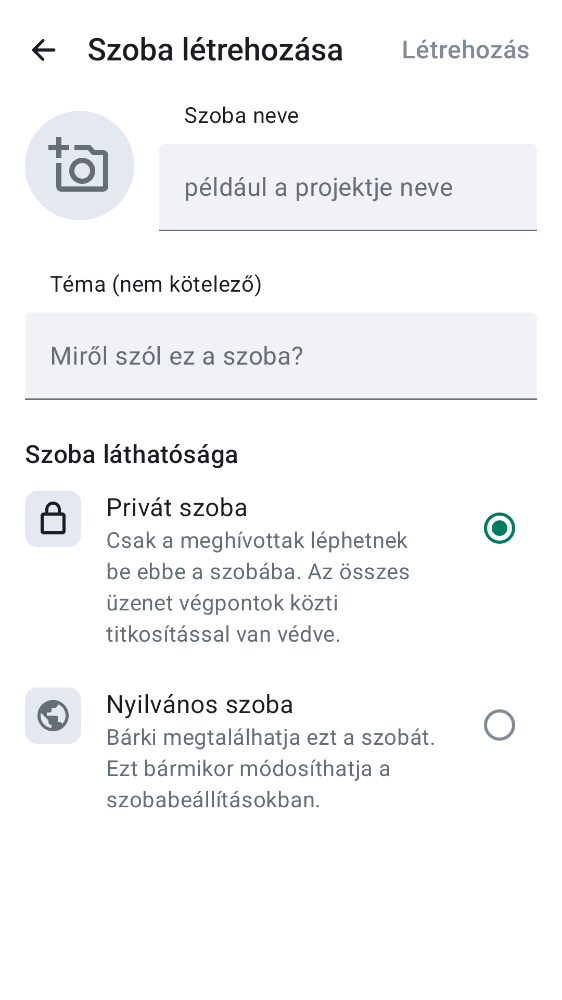 Szoba létrehozása
Létrehozás
Szoba neve
például a projektje neve
Téma (nem kötelező)
Miről szól ez a szoba?
Szoba láthatósága
Privát szoba
Csak a meghívottak léphetnek
be ebbe a szobába. Az összes
üzenet végpontok közti
titkosítással van védve.
Nyilvános szoba
Bárki megtalálhatja ezt a szobát.
Ezt bármikor módosíthatja a
szobabeállításokban.